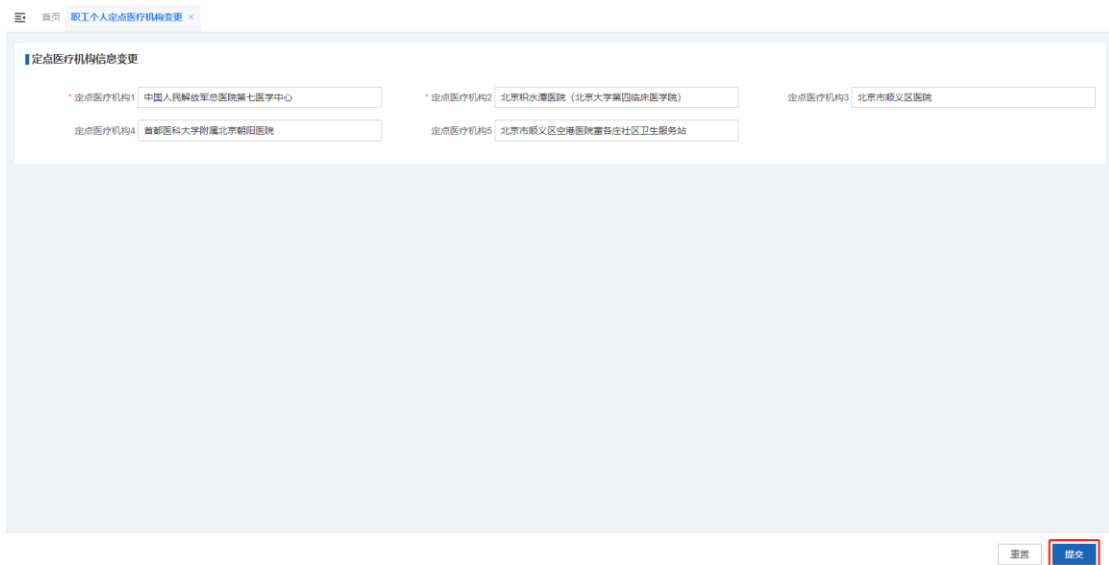 首页 职工个人定点医疗机构变更 ×
定点医疗机构信息变更
* 定点医疗机构1 中国人民解放军总医院第七医学中心 * 定点医疗机构2 北京积水潭医院（北京大学第四临床医学院） 定点医疗机构3 北京市顺义区医院
定点医疗机构4 首都医科大学附属北京朝阳医院 定点医疗机构5 北京市顺义区空港医院董各庄社区卫生服务站
重置 提交